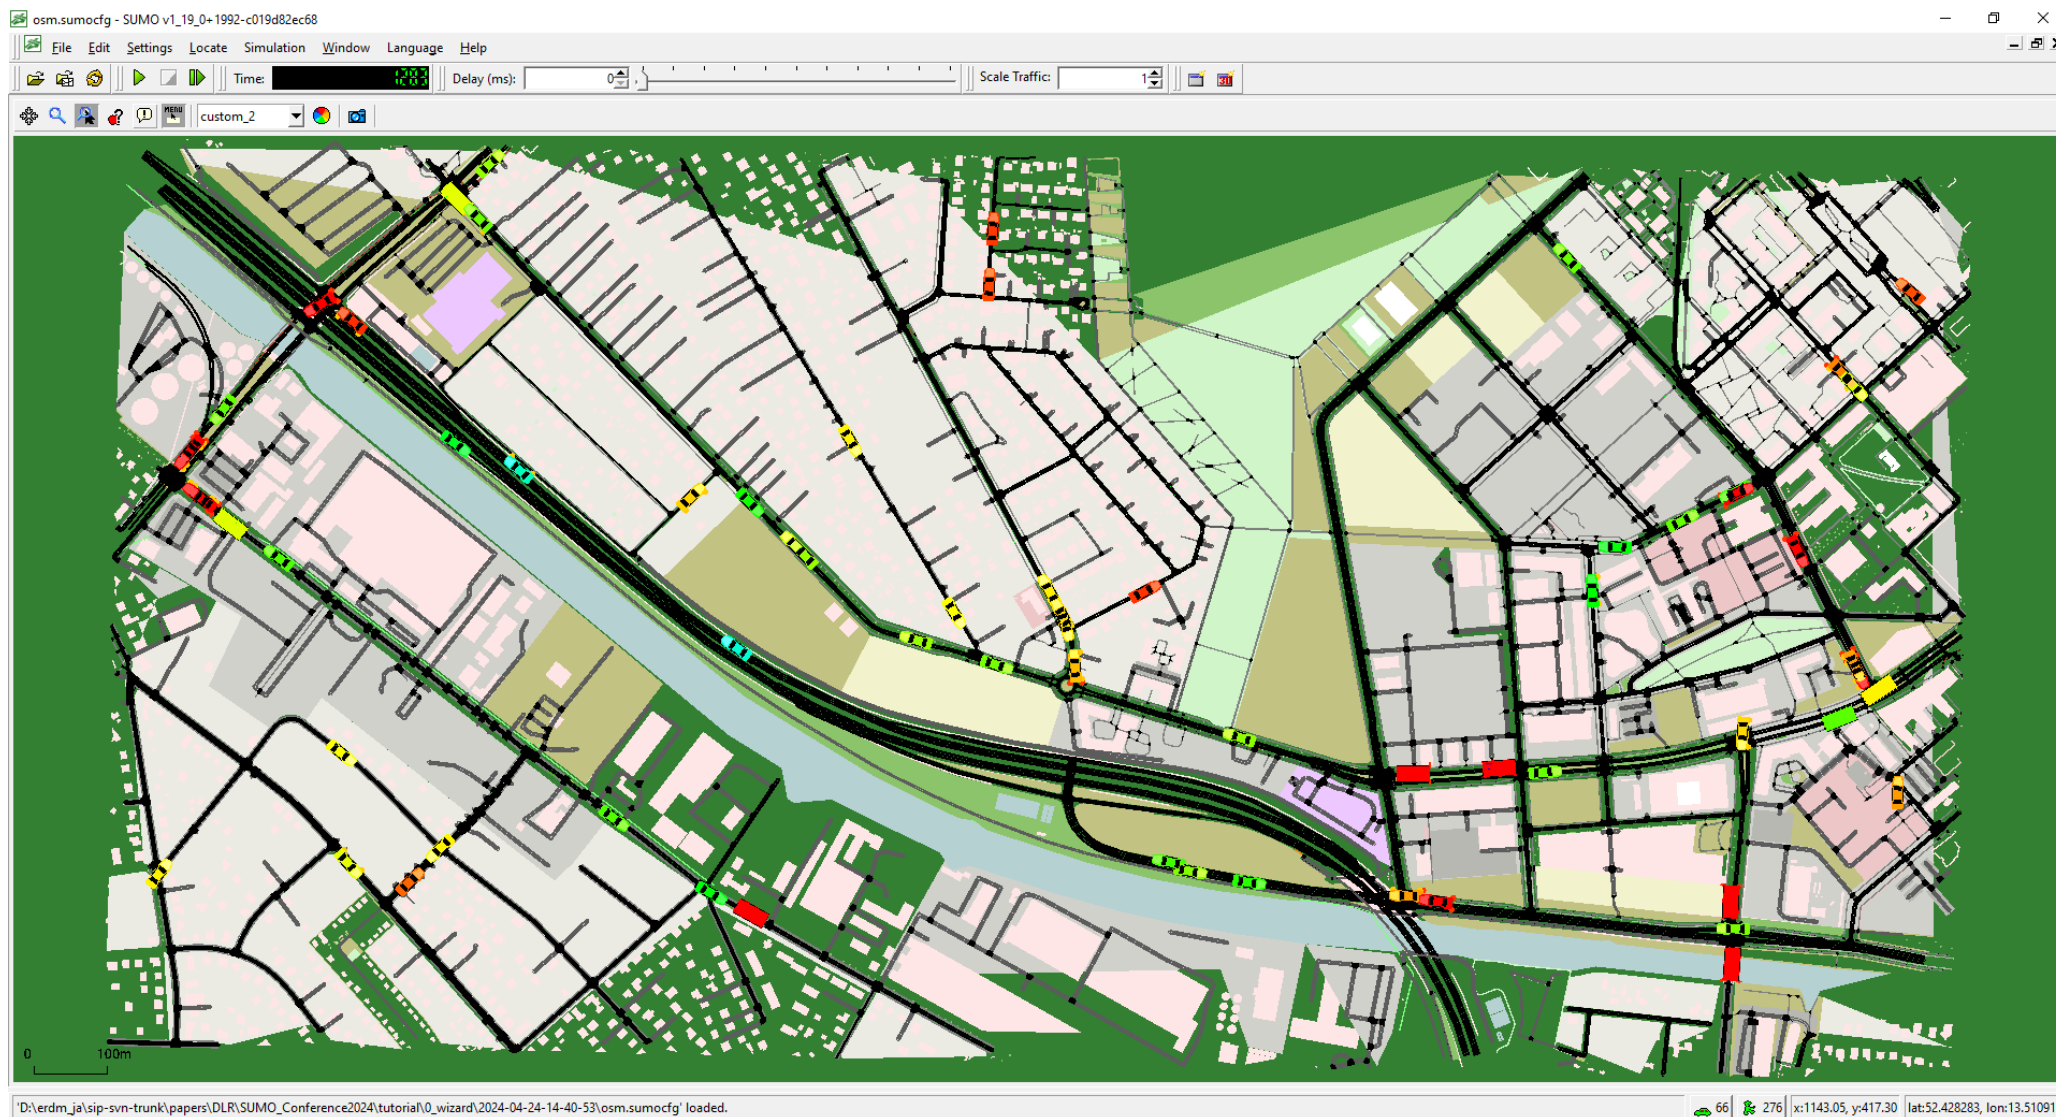 osm.sumocfg - SUMO v1_19_0+1992-c019d82ec68
File Edit Settings Locate Simulation Window Language Help
Time: 1283 Delay (ms): 0 Scale Traffic: 1
MENU custom_2
0 100m
'D:\erdm_ja\sip-svn-trunk\papers\DLR\SUMO_Conference2024\tutorial\0_wizard\2024-04-24-14-40-53\osm.sumocfg' loaded. 66 276 x:1143.05, y:417.30 lat:52.428283, lon:13.51091